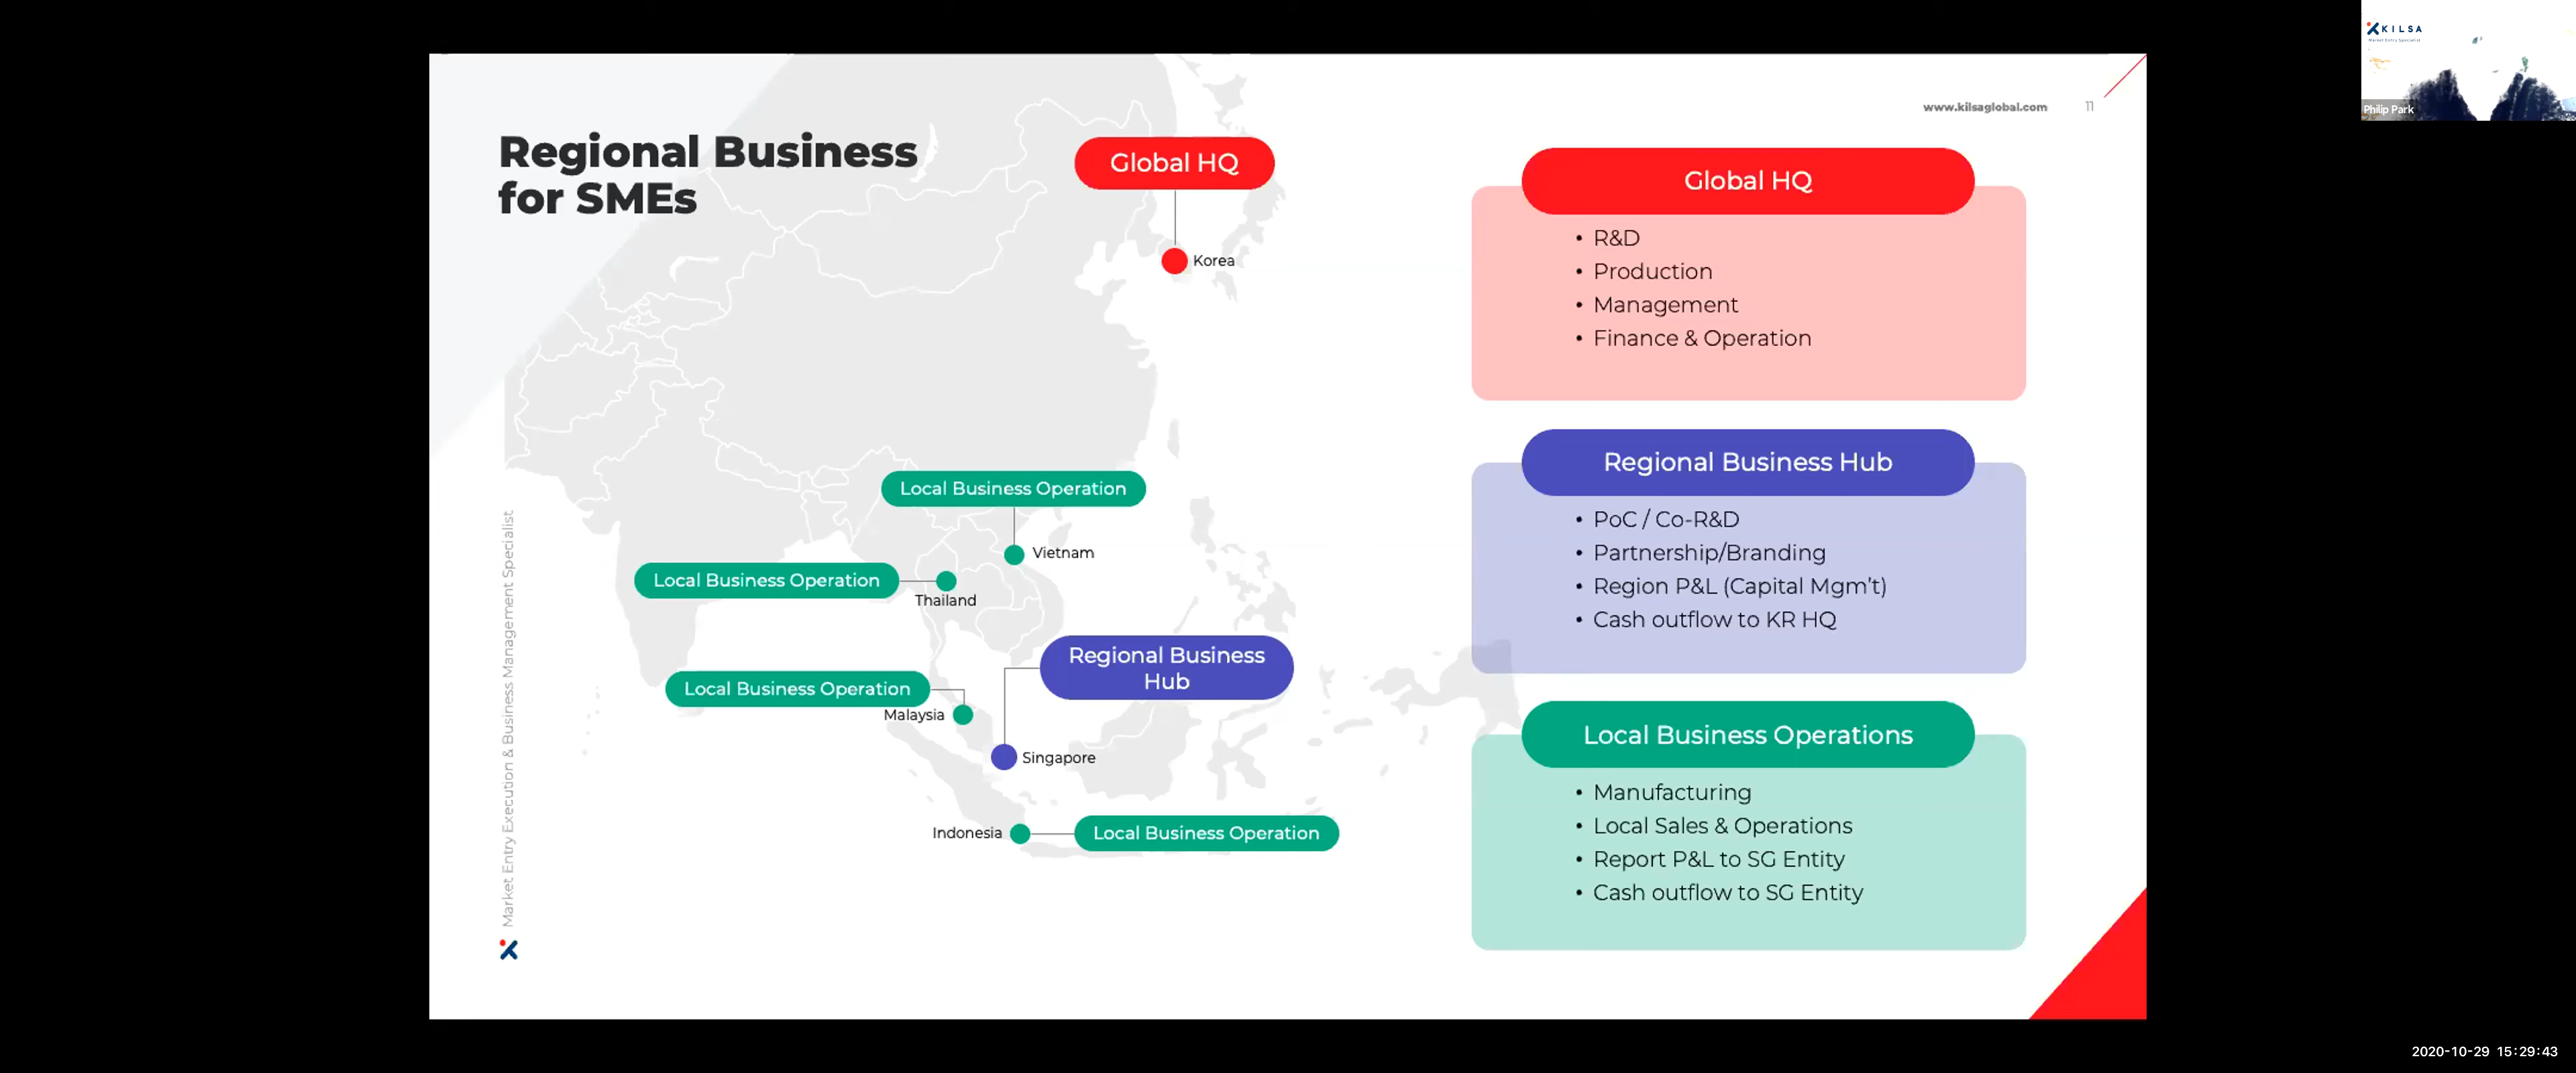 Regional Business
for SMEs
Global HQ
Korea
Local Business Operation
Vietnam
Local Business Operation
Thailand
Local Business Operation
Malaysia
Regional Business
Hub
Singapore
Indonesia
Local Business Operation
www.kilsaglobal.com
11
Global HQ
• R&D
• Production
• Management
• Finance & Operation
Regional Business Hub
• PoC / Co-R&D
• Partnership/Branding
• Region P&L (Capital Mgm't)
• Cash outflow to KR HQ
Local Business Operations
• Manufacturing
• Local Sales & Operations
• Report P&L to SG Entity
• Cash outflow to SG Entity
Market Entry Execution & Business Management Specialist
KILSA
Market Entry Specialist
Philip Park
2020-10-29 15:29:43